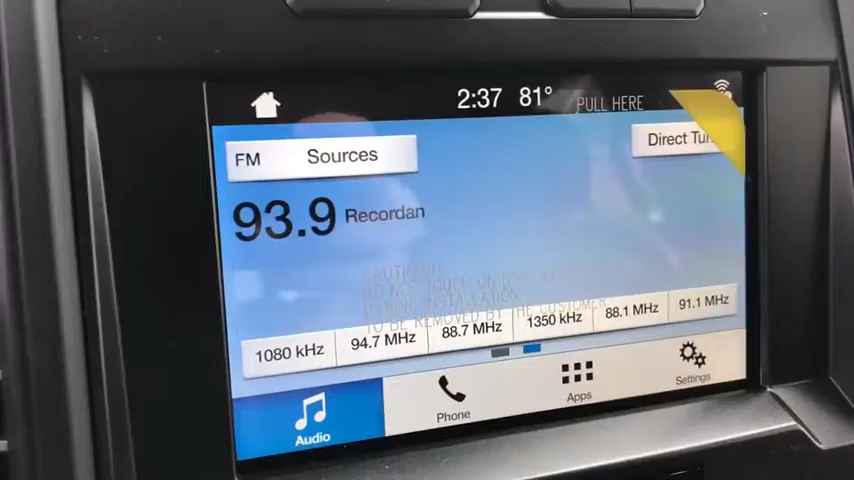 2:37 81°
PULL HERE
FM Sources
Direct Tun
93.9 Recordan
CAUTION!!
DO NOT TOUCH ON DISPLAY
DURING INSTALLATION
TO BE REMOVED BY THE CUSTOMER
1080 kHz 94.7 MHz 88.7 MHz 1350 kHz 88.1 MHz 91.1 MHz
Audio Phone Apps Settings